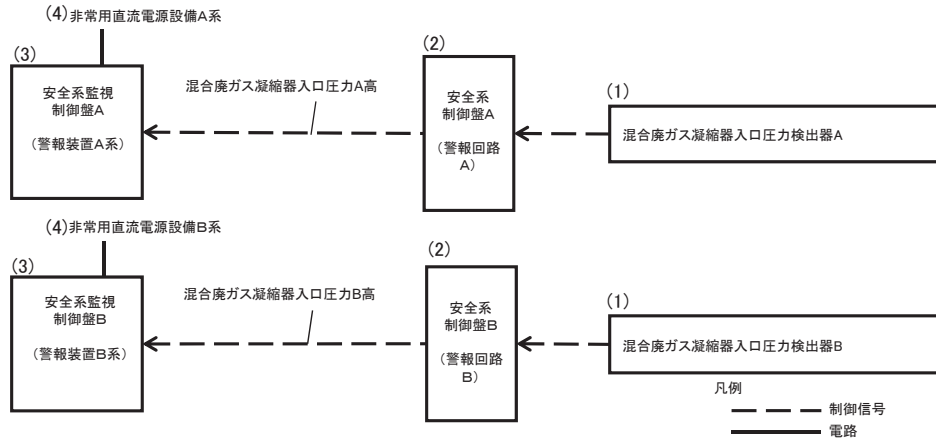 (4)非常用直流電源設備A系
(3)
安全系監視
制御盤A
(警報装置A系)
混合廃ガス凝縮器入口圧力A高
(2)
安全系
制御盤A
(警報回路
A)
(1)
混合廃ガス凝縮器入口圧力検出器A
(4)非常用直流電源設備B系
(3)
安全系監視
制御盤B
(警報装置B系)
混合廃ガス凝縮器入口圧力B高
(2)
安全系
制御盤B
(警報回路
B)
(1)
混合廃ガス凝縮器入口圧力検出器B
凡例
制御信号
電路